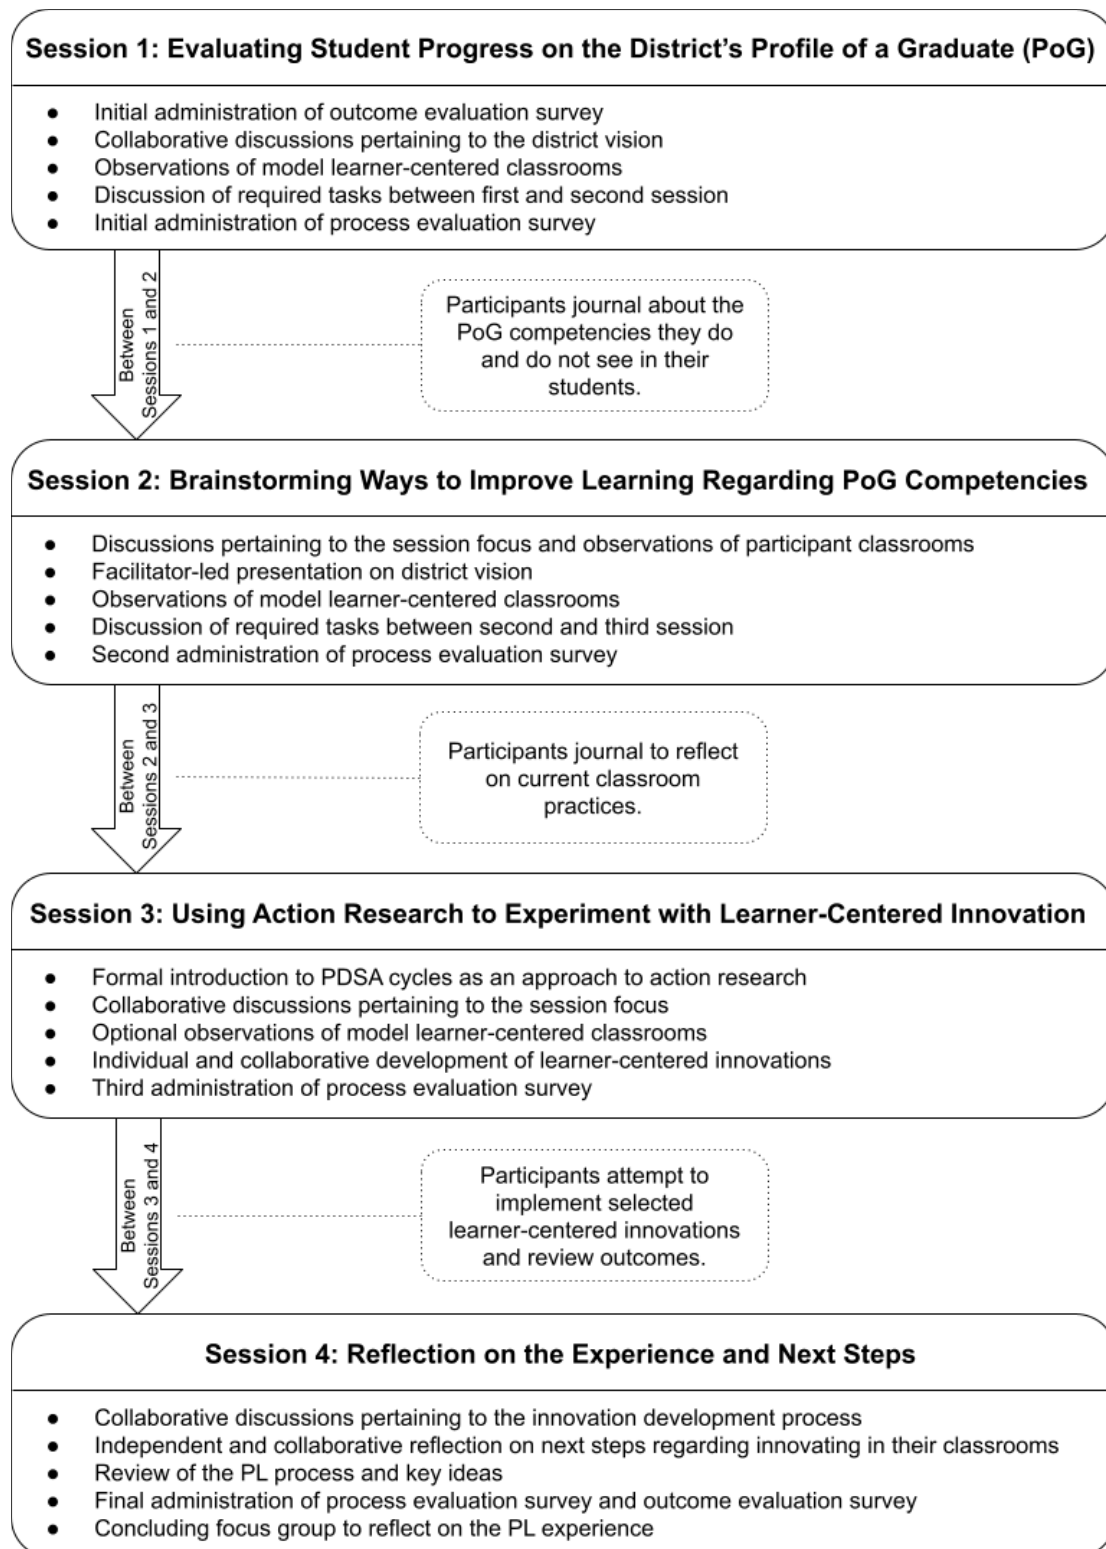 Session 1: Evaluating Student Progress on the District's Profile of a Graduate (PoG)
● Initial administration of outcome evaluation survey
● Collaborative discussions pertaining to the district vision
● Observations of model learner-centered classrooms
● Discussion of required tasks between first and second session
● Initial administration of process evaluation survey
Between
Sessions 1 and 2
Participants journal about the
PoG competencies they do
and do not see in their
students.
Session 2: Brainstorming Ways to Improve Learning Regarding PoG Competencies
● Discussions pertaining to the session focus and observations of participant classrooms
● Facilitator-led presentation on district vision
● Observations of model learner-centered classrooms
● Discussion of required tasks between second and third session
● Second administration of process evaluation survey
Between
Sessions 2 and 3
Participants journal to reflect
on current classroom
practices.
Session 3: Using Action Research to Experiment with Learner-Centered Innovation
● Formal introduction to PDSA cycles as an approach to action research
● Collaborative discussions pertaining to the session focus
● Optional observations of model learner-centered classrooms
● Individual and collaborative development of learner-centered innovations
● Third administration of process evaluation survey
Between
Sessions 3 and 4
Participants attempt to
implement selected
learner-centered innovations
and review outcomes.
Session 4: Reflection on the Experience and Next Steps
● Collaborative discussions pertaining to the innovation development process
● Independent and collaborative reflection on next steps regarding innovating in their classrooms
● Review of the PL process and key ideas
● Final administration of process evaluation survey and outcome evaluation survey
● Concluding focus group to reflect on the PL experience